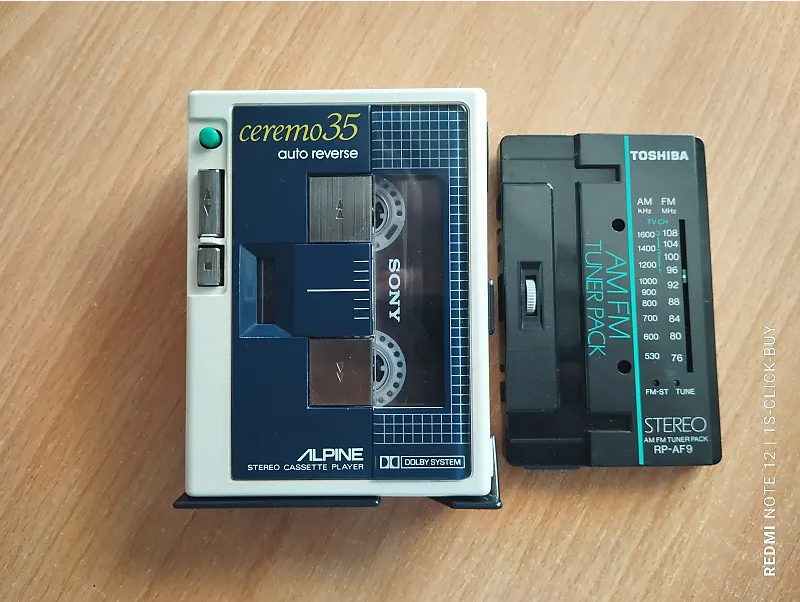 ceremo35
auto reverse
SONY
ALPINE
STEREO CASSETTE PLAYER
DOLBY SYSTEM
TOSHIBA
AM FM
KHz MHz
TV CH
1600 108
1400 104
1200 100
96
1000 92
900
800 88
700 84
600 80
530 76
FM-ST TUNE
AM FM
TUNER PACK
STEREO
AM FM TUNER PACK
RP-AF9
REDMI NOTE 12 | 1S-CLICK-BUY